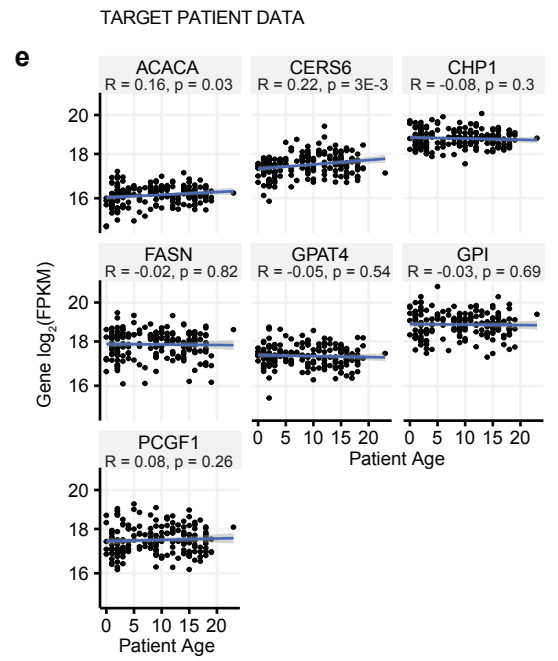 TARGET PATIENT DATA
e
ACACA
R = 0.16, p = 0.03
CERS6
R = 0.22, p = 3E-3
CHP1
R = -0.08, p = 0.3
20
18
16
FASN
R = -0.02, p = 0.82
GPAT4
R = -0.05, p = 0.54
GPI
R = -0.03, p = 0.69
Gene log2(FPKM)
20
18
16
0 5 10 15 20
0 5 10 15 20
Patient Age
PCGF1
R = 0.08, p = 0.26
20
18
16
0 5 10 15 20
Patient Age